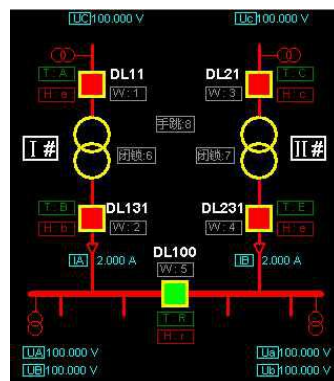 UC 100.000 V Uc 100.000 V
DL11 DL21
T:A T:C
H:a W:1 W:3 H:c
手跳:8
Ⅰ# 闭锁:6 闭锁:7 Ⅱ#
T:B DL131 DL231 T:E
H:b W:2 W:4 H:e
IA 2.000 A DL100 IB 2.000 A
W:5
T:R
H:r
UA 100.000 V Ua 100.000 V
UB 100.000 V Ub 100.000 V